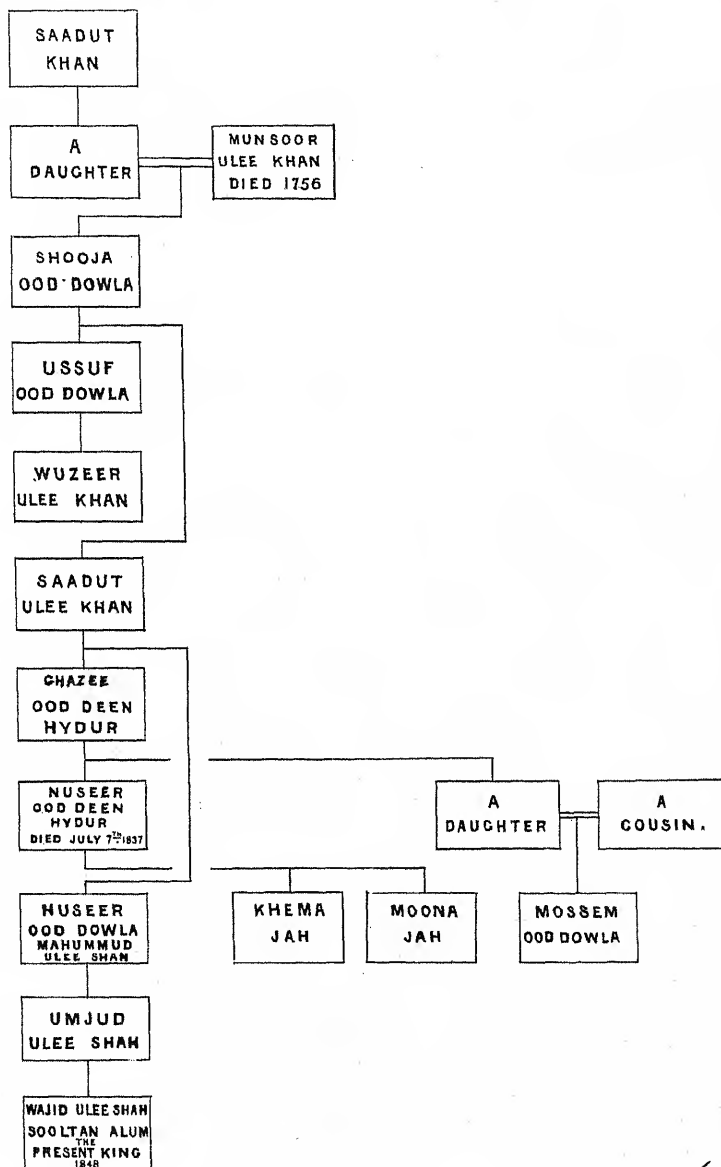 SAADUT
KHAN
A
DAUGHTER
MUNSOOR
ULEE KHAN
DIED 1756
SHOOJA
OOD DOWLA
USSUF
OOD DOWLA
WUZEER
ULEE KHAN
SAADUT
ULEE KHAN
GHAZEE
OOD DEEN
HYDUR
NUSEER
OOD DEEN
HYDUR
DIED JULY 7TH 1837
A
DAUGHTER
A
COUSIN.
HUSEER
OOD DOWLA
MAHUMMUD
ULEE SHAN
KHEMA
JAH
MOONA
JAH
MOSSEM
OOD DOWLA
UMJUD
ULEE SHAH
WAJID ULEE SHAH
SOOLTAN ALUM
THE
PRESENT KING
1848